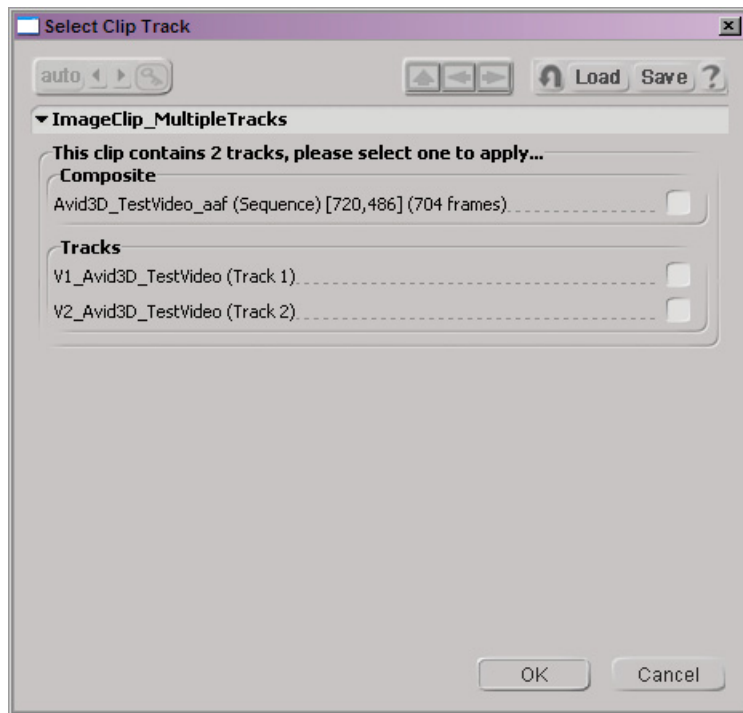 Select Clip Track
auto
Load Save ?
ImageClip_MultipleTracks
This clip contains 2 tracks, please select one to apply...
Composite
Avid3D_TestVideo_aaf (Sequence) [720,486] (704 frames)
Tracks
V1_Avid3D_TestVideo (Track 1)
V2_Avid3D_TestVideo (Track 2)
OK Cancel